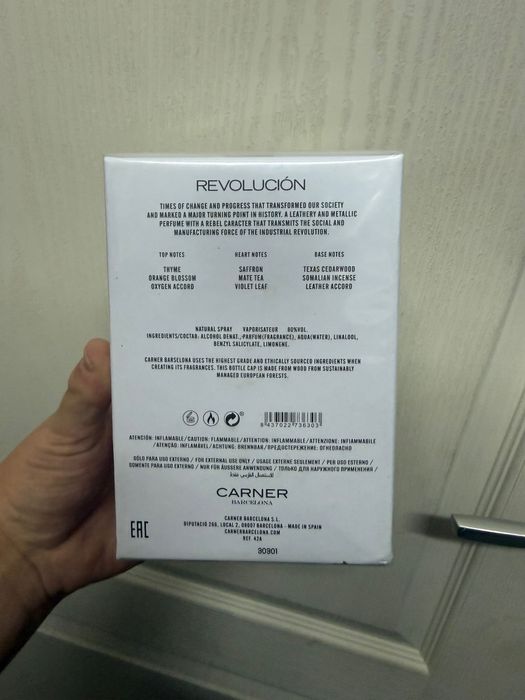 REVOLUCIÓN
TIMES OF CHANGE AND PROGRESS THAT TRANSFORMED OUR SOCIETY
AND MARKED A MAJOR TURNING POINT IN HISTORY. A LEATHERY AND METALLIC
PERFUME WITH A REBEL CARACTER THAT TRANSMITS THE SOCIAL AND
MANUFACTURING FORCE OF THE INDUSTRIAL REVOLUTION.
TOP NOTES HEART NOTES BASE NOTES
THYME SAFFRON TEXAS CEDARWOOD
ORANGE BLOSSOM MATE TEA SOMALIAN INCENSE
OXYGEN ACCORD VIOLET LEAF LEATHER ACCORD
NATURAL SPRAY VAPORISATEUR 80%VOL.
INGREDIENTS/СОСТАВ: ALCOHOL DENAT., PARFUM(FRAGRANCE), AQUA(WATER), LINALOOL,
BENZYL SALICYLATE, LIMONENE.
CARNER BARSELONA USES THE HIGHEST GRADE AND ETHICALLY SOURCED INGREDIENTS WHEN
CREATING ITS FRAGRANCES. THIS BOTTLE CAP IS MADE FROM WOOD FROM SUSTAINABLY
MANAGED EUROPEAN FORESTS.
8 437022 736303
ATENCIÓN: INFLAMABLE/CAUTION: FLAMMABLE/ATTENTION: INFLAMMABLE/ATTENZIONE: INFIAMMABILE
/ ATENÇÃO: INFLAMÁVEL/ACHTUNG: BRENNBAR/ПРЕДОСТЕРЕЖЕНИЕ: ОГНЕОПАСНО
SÓLO PARA USO EXTERNO / FOR EXTERNAL USE ONLY / USAGE EXTERNE SEULEMENT / PER USO ESTERNO /
SOMENTE PARA USO EXTERNO / NUR FÜR ÄUSSERE ANWENDUNG / ТОЛЬКО ДЛЯ НАРУЖНОГО ПРИМЕНЕНИЯ /
CARNER
BARCELONA
EAC
CARNER BARCELONA S.L.
DIPUTACIÓ 266, LOCAL 2, 08007 BARCELONA - MADE IN SPAIN
CARNERBARCELONA.COM
REF. 42A
30901